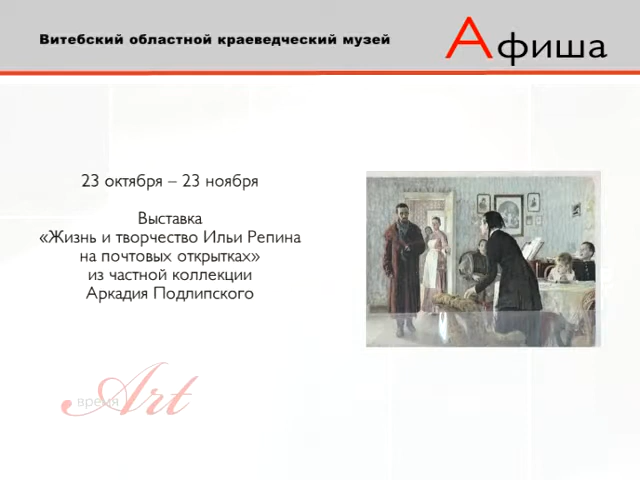 Витебский областной краеведческий музей
Афиша
23 октября – 23 ноября
Выставка
«Жизнь и творчество Ильи Репина
на почтовых открытках»
из частной коллекции
Аркадия Подлипского
время Art